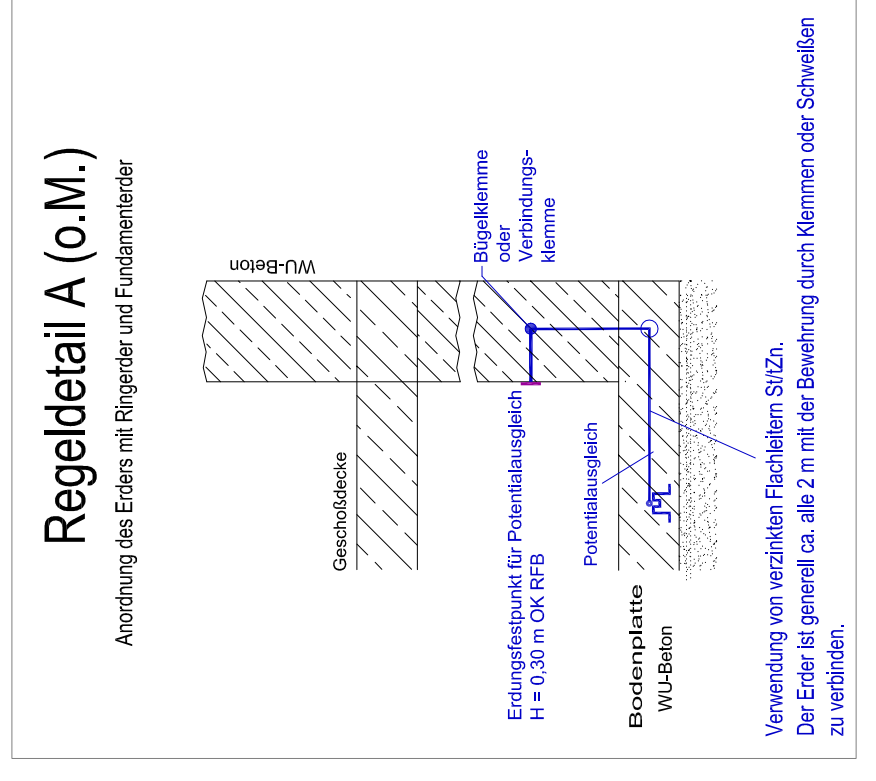 Regeldetail A (o.M.)
Anordnung des Erders mit Ringerder und Fundamenterder
WU-Beton
Geschoßdecke
Bügelklemme
oder
Verbindungs-
klemme
Erdungsfestpunkt für Potentialausgleich
H = 0,30 m OK RFB
Potentialausgleich
Bodenplatte
WU-Beton
Verwendung von verzinkten Flachleitern St/tZn.
Der Erder ist generell ca. alle 2 m mit der Bewehrung durch Klemmen oder Schweißen
zu verbinden.